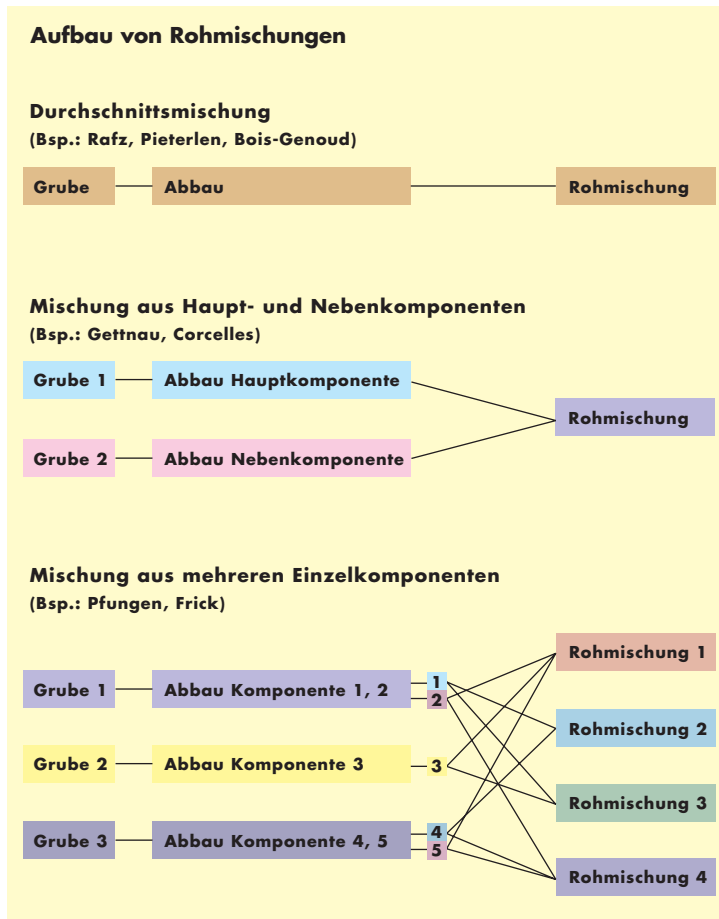 Aufbau von Rohmischungen
Durchschnittsmischung
(Bsp.: Rafz, Pieterlen, Bois-Genoud)
Grube Abbau Rohmischung
Mischung aus Haupt- und Nebenkomponenten
(Bsp.: Gettnau, Corcelles)
Grube 1 Abbau Hauptkomponente
Rohmischung
Grube 2 Abbau Nebenkomponente
Mischung aus mehreren Einzelkomponenten
(Bsp.: Pfungen, Frick)
Rohmischung 1
Grube 1 Abbau Komponente 1, 2 1
2
Rohmischung 2
Grube 2 Abbau Komponente 3 3
Rohmischung 3
Grube 3 Abbau Komponente 4, 5 4
5
Rohmischung 4